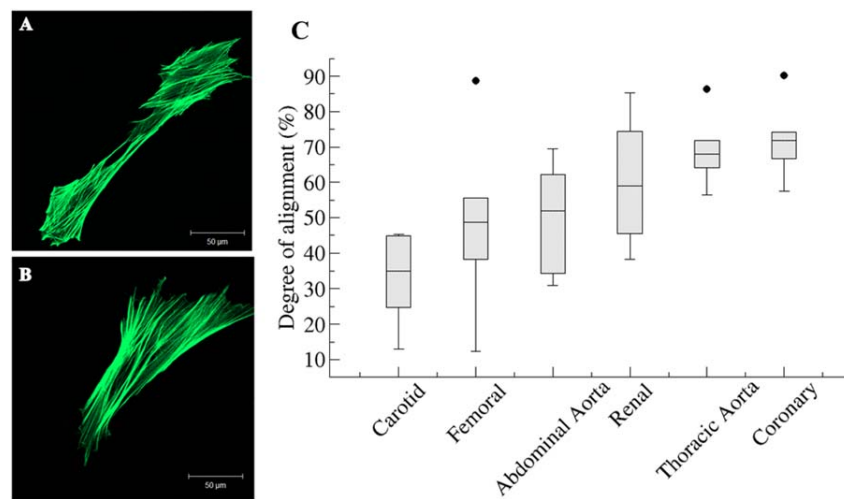 A
50 µm
B
50 µm
C
Degree of alignment (%)
90
80
70
60
50
40
30
20
10
Carotid
Femoral
Abdominal Aorta
Renal
Thoracic Aorta
Coronary